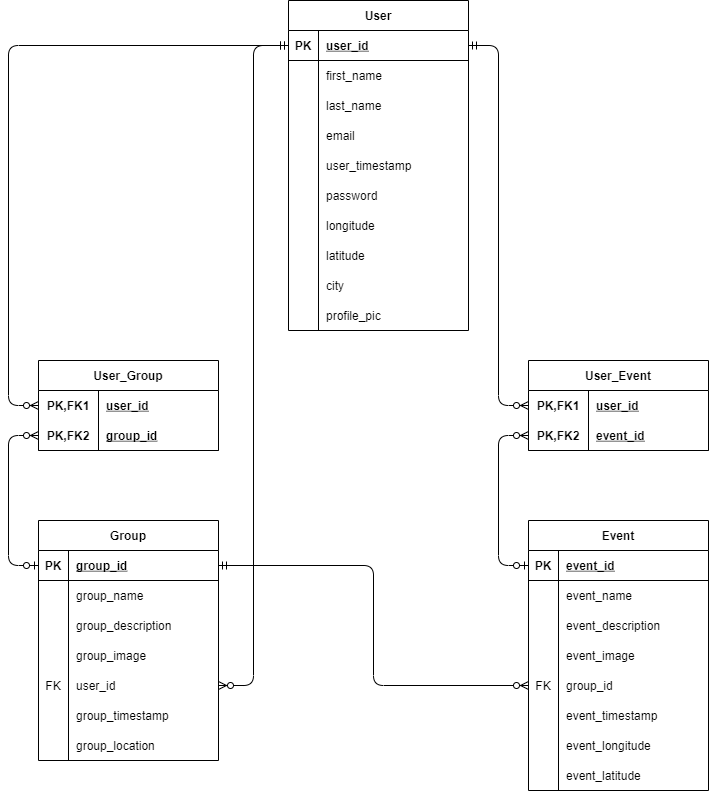 User
PK user_id
first_name
last_name
email
user_timestamp
password
longitude
latitude
city
profile_pic
User_Group
PK,FK1 user_id
PK,FK2 group_id
User_Event
PK,FK1 user_id
PK,FK2 event_id
Group
PK group_id
group_name
group_description
group_image
FK user_id
group_timestamp
group_location
Event
PK event_id
event_name
event_description
event_image
FK group_id
event_timestamp
event_longitude
event_latitude